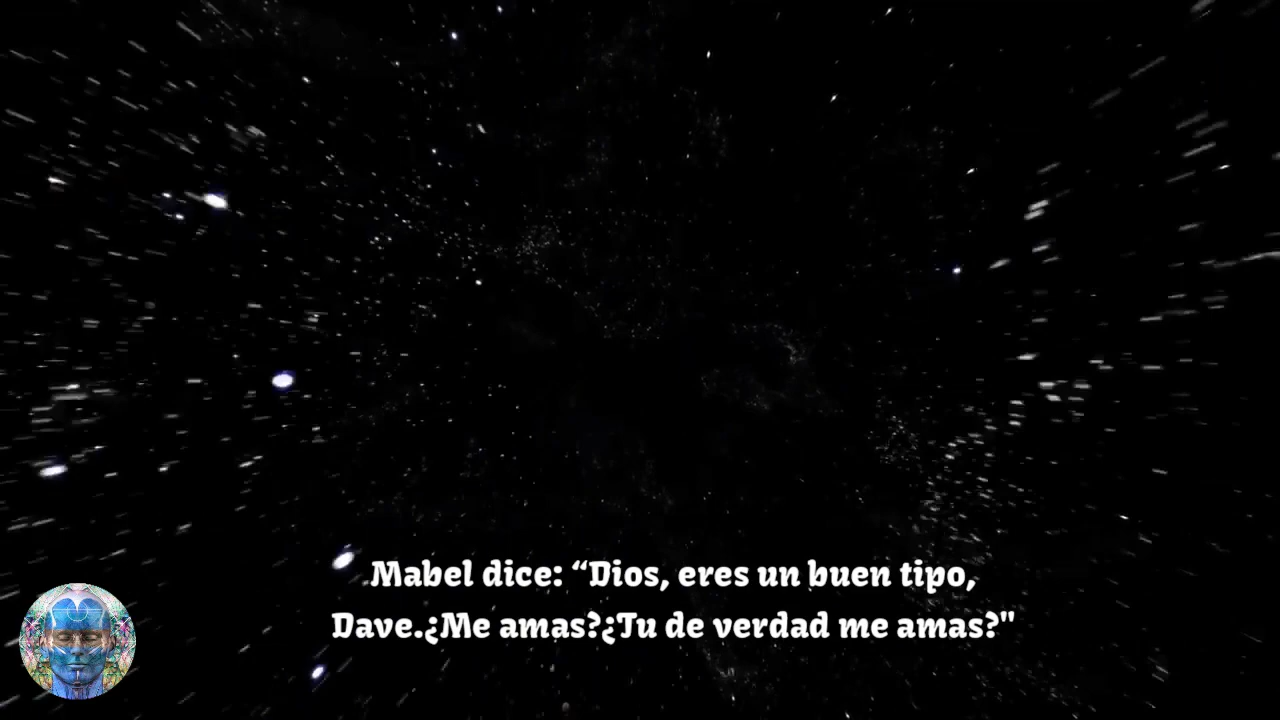 Mabel dice: “Dios, eres un buen tipo,
Dave.¿Me amas?¿Tu de verdad me amas?"